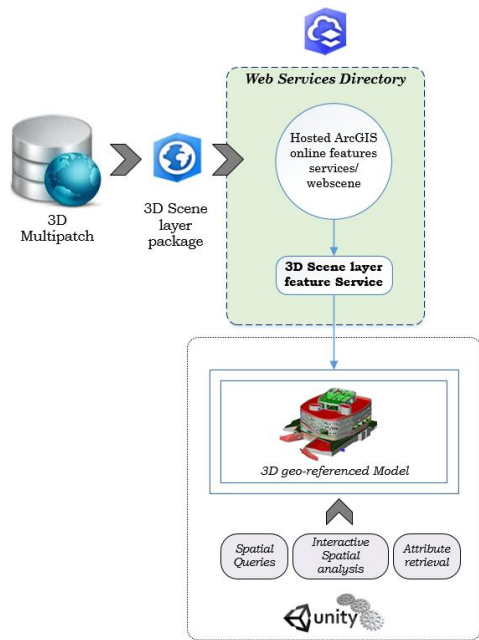 Web Services Directory
Hosted ArcGIS
online features
services/
webscene
3D
Multipatch
3D Scene
layer
package
3D Scene layer
feature Service
3D geo-referenced Model
Spatial
Queries
Interactive
Spatial
analysis
Attribute
retrieval
unity